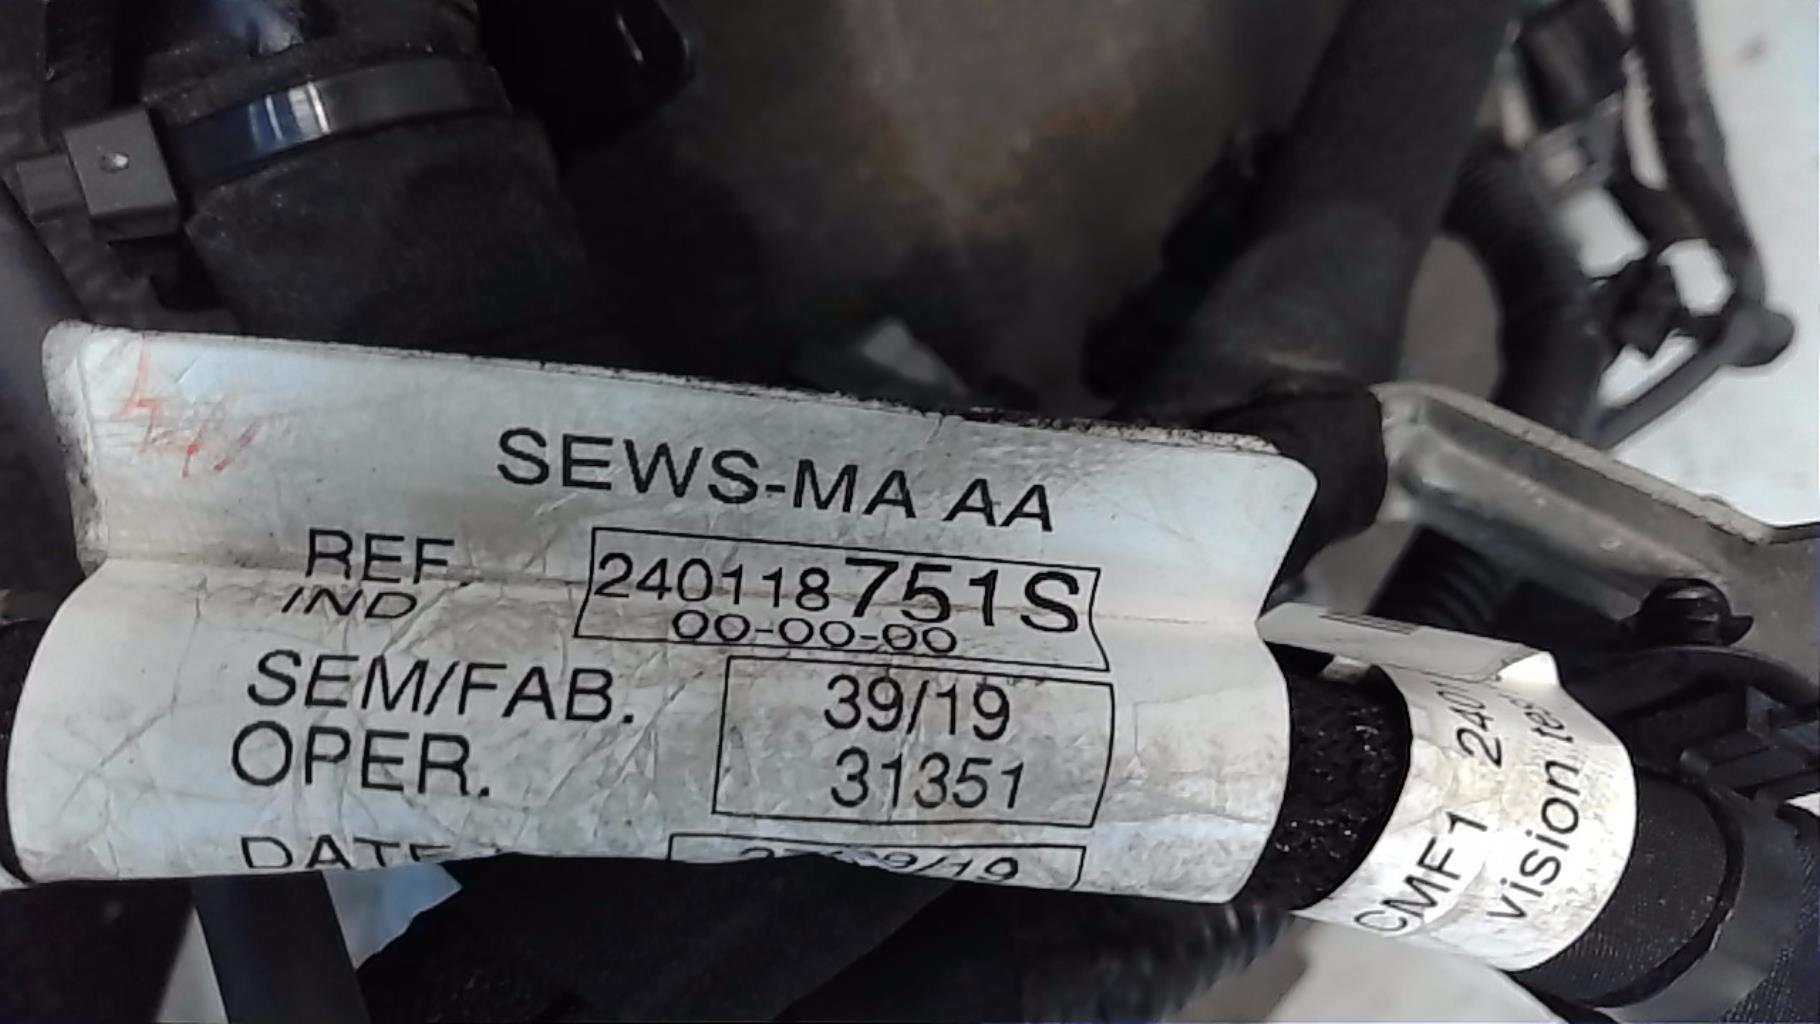 SEWS-MA AA
REF
240118751S
IND
00-00-00
SEM/FAB.
39/19
OPER.
31351
DATE
CMF1
vision